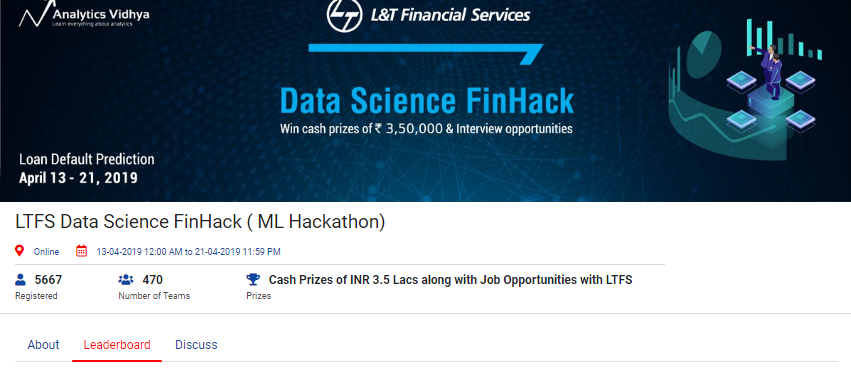 Analytics Vidhya
Learn everything about analytics
L&T Financial Services
Data Science FinHack
Win cash prizes of ₹ 3,50,000 & Interview opportunities
Loan Default Prediction
April 13 - 21, 2019
LTFS Data Science FinHack ( ML Hackathon)
Online 13-04-2019 12:00 AM to 21-04-2019 11:59 PM
5667 470 Cash Prizes of INR 3.5 Lacs along with Job Opportunities with LTFS
Registered Number of Teams Prizes
About Leaderboard Discuss